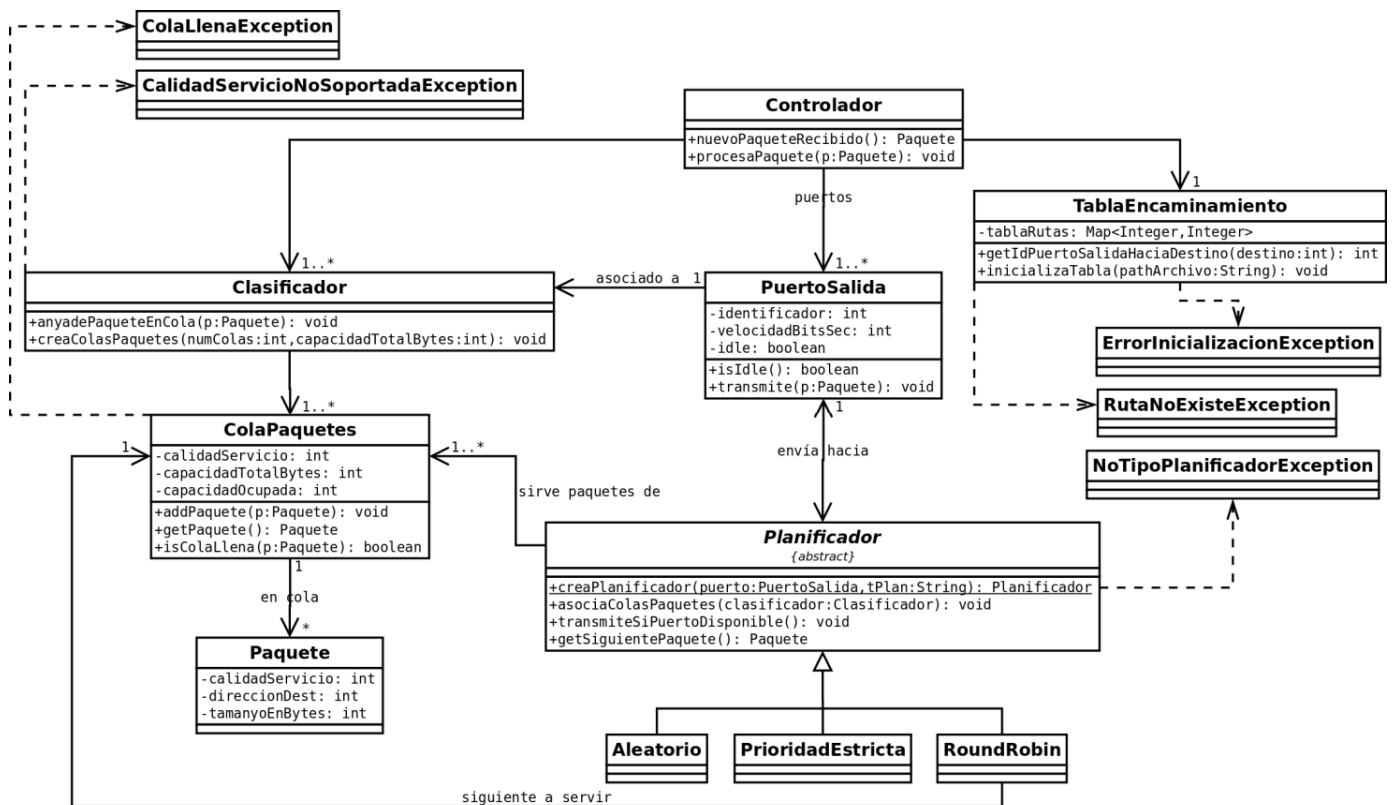 ColaLlenaException
CalidadServicioNoSoportadaException
Controlador
+nuevoPaqueteRecibido(): Paquete
+procesaPaquete(p:Paquete): void
puertos
1
TablaEncaminamiento
-tablaRutas: Map<Integer,Integer>
+getIdPuertoSalidaHaciaDestino(destino:int): int
+inicializaTabla(pathArchivo:String): void
1..*
1..*
Clasificador
+anyadePaqueteEnCola(p:Paquete): void
+creaColasPaquetes(numColas:int,capacidadTotalBytes:int): void
asociado a 1
PuertoSalida
-identificador: int
-velocidadBitsSec: int
-idle: boolean
+isIdle(): boolean
+transmite(p:Paquete): void
ErrorInicializacionException
RutaNoExisteException
NoTipoPlanificadorException
1..*
1
ColaPaquetes
-calidadServicio: int
-capacidadTotalBytes: int
-capacidadOcupada: int
+addPaquete(p:Paquete): void
+getPaquete(): Paquete
+isColaLlena(p:Paquete): boolean
1
1..*
envía hacia
sirve paquetes de
1
en cola
*
Planificador
{abstract}
+creaPlanificador(puerto:PuertoSalida,tPlan:String): Planificador
+asociaColasPaquetes(clasificador:Clasificador): void
+transmiteSiPuertoDisponible(): void
+getSiguientePaquete(): Paquete
Paquete
-calidadServicio: int
-direccionDest: int
-tamanyoEnBytes: int
Aleatorio
PrioridadEstricta
RoundRobin
siguiente a servir